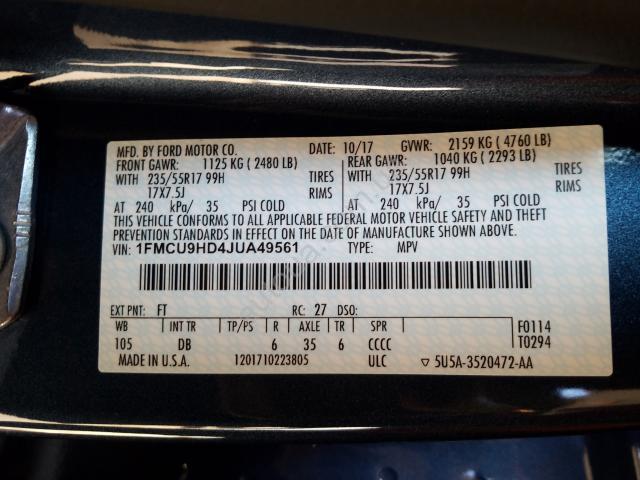 MFD. BY FORD MOTOR CO. DATE: 10/17 GVWR: 2159 KG ( 4760 LB)
FRONT GAWR: 1125 KG ( 2480 LB) REAR GAWR: 1040 KG ( 2293 LB)
WITH 235/55R17 99H TIRES WITH 235/55R17 99H TIRES
17X7.5J RIMS 17X7.5J RIMS
AT 240 kPa/ 35 PSI COLD AT 240 kPa/ 35 PSI COLD
THIS VEHICLE CONFORMS TO ALL APPLICABLE FEDERAL MOTOR VEHICLE SAFETY AND THEFT
PREVENTION STANDARDS IN EFFECT ON THE DATE OF MANUFACTURE SHOWN ABOVE.
VIN: 1FMCU9HD4JUA49561 TYPE: MPV
EXT PNT: FT RC: 27 DSO:
WB INT TR TP/PS R AXLE TR SPR F0114
105 DB 6 35 6 CCCC T0294
MADE IN U.S.A. 1201710223805 ULC ▽ 5U5A-3520472-AA